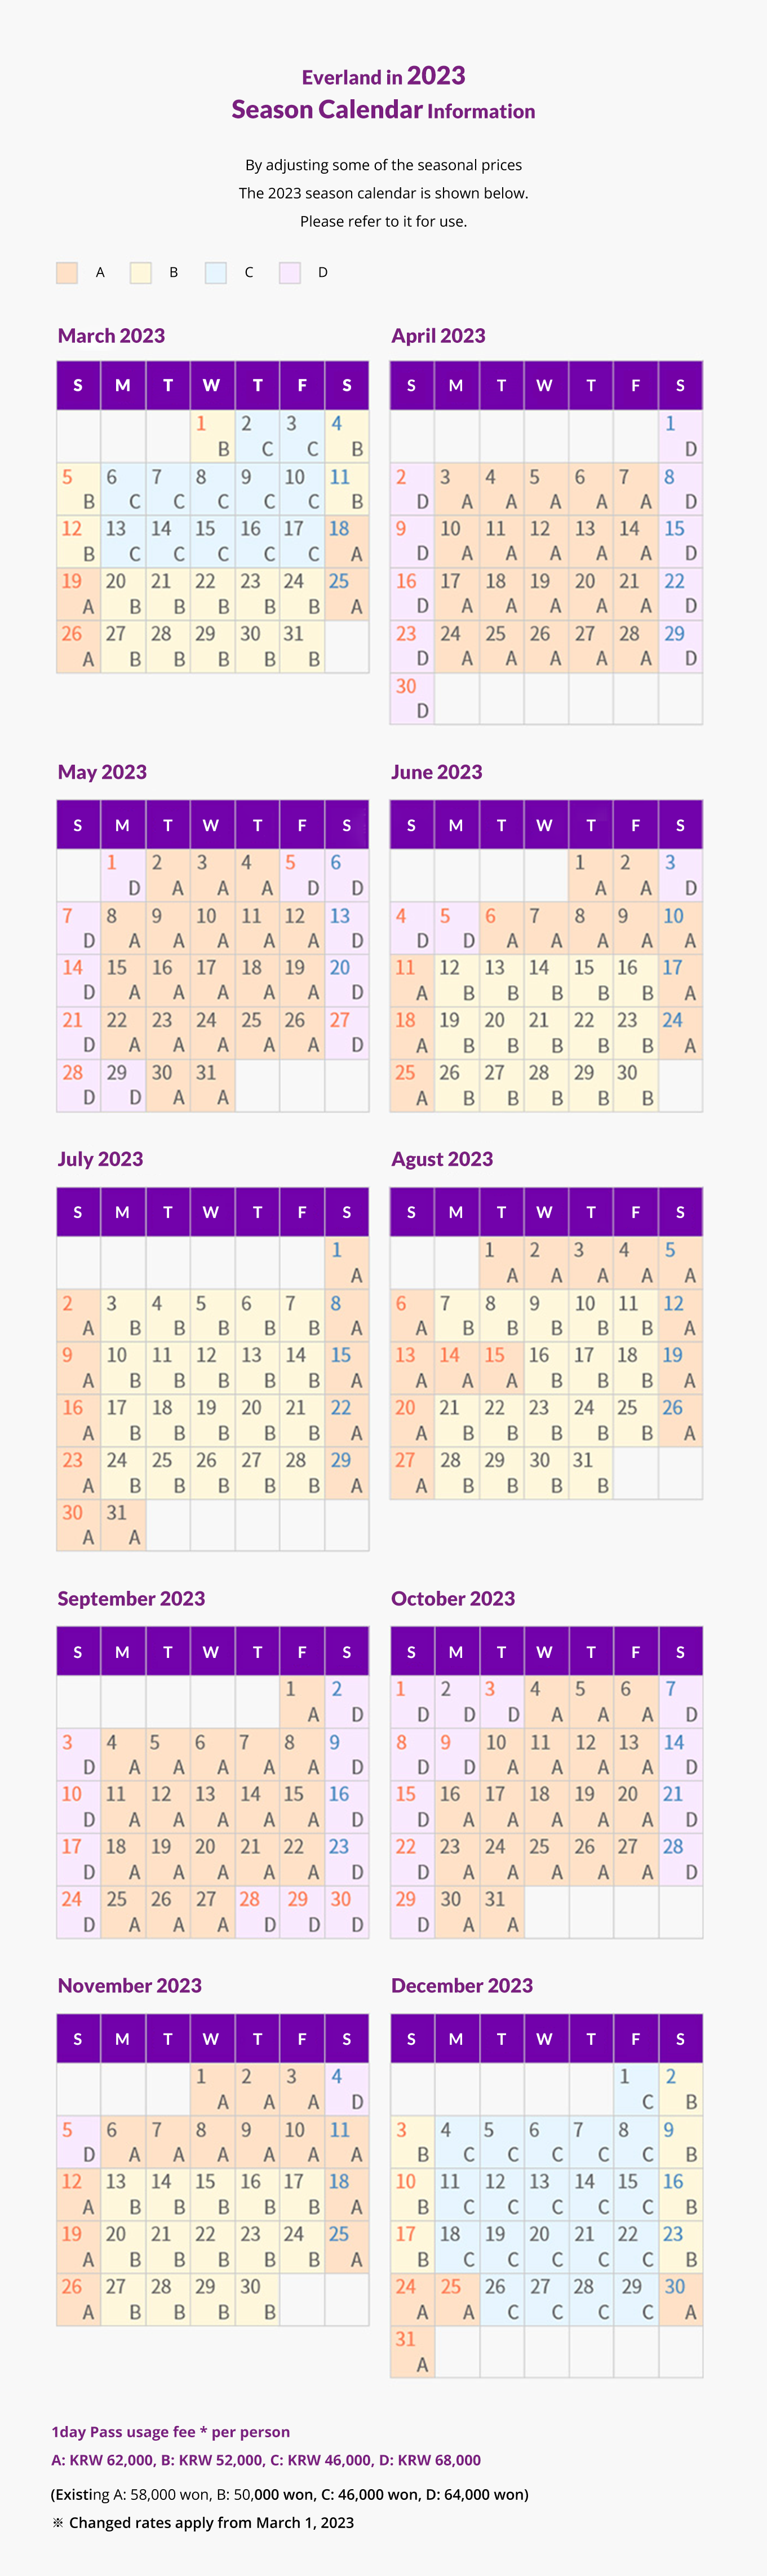 Everland in 2023
Season Calendar Information
By adjusting some of the seasonal prices
The 2023 season calendar is shown below.
Please refer to it for use.
A B C D
March 2023
S M T W T F S
1 2 3 4
B C C B
5 6 7 8 9 10 11
B C C C C C B
12 13 14 15 16 17 18
B C C C C C A
19 20 21 22 23 24 25
A B B B B B A
26 27 28 29 30 31
A B B B B B
April 2023
S M T W T F S
1
D
2 3 4 5 6 7 8
D A A A A A D
9 10 11 12 13 14 15
D A A A A A D
16 17 18 19 20 21 22
D A A A A A D
23 24 25 26 27 28 29
D A A A A A D
30
D
May 2023
S M T W T F S
1 2 3 4 5 6
D A A A D D
7 8 9 10 11 12 13
D A A A A A D
14 15 16 17 18 19 20
D A A A A A D
21 22 23 24 25 26 27
D A A A A A D
28 29 30 31
D D A A
June 2023
S M T W T F S
1 2 3
A A D
4 5 6 7 8 9 10
D D A A A A A
11 12 13 14 15 16 17
A B B B B B A
18 19 20 21 22 23 24
A B B B B B A
25 26 27 28 29 30
A B B B B B
July 2023
S M T W T F S
1
A
2 3 4 5 6 7 8
A B B B B B A
9 10 11 12 13 14 15
A B B B B B A
16 17 18 19 20 21 22
A B B B B B A
23 24 25 26 27 28 29
A B B B B B A
30 31
A A
Agust 2023
S M T W T F S
1 2 3 4 5
A A A A A
6 7 8 9 10 11 12
A B B B B B A
13 14 15 16 17 18 19
A A A B B B A
20 21 22 23 24 25 26
A B B B B B A
27 28 29 30 31
A B B B B
September 2023
S M T W T F S
1 2
A D
3 4 5 6 7 8 9
D A A A A A D
10 11 12 13 14 15 16
D A A A A A D
17 18 19 20 21 22 23
D A A A A A D
24 25 26 27 28 29 30
D A A A D D D
October 2023
S M T W T F S
1 2 3 4 5 6 7
D D D A A A D
8 9 10 11 12 13 14
D D A A A A D
15 16 17 18 19 20 21
D A A A A A D
22 23 24 25 26 27 28
D A A A A A D
29 30 31
D A A
November 2023
S M T W T F S
1 2 3 4
A A A D
5 6 7 8 9 10 11
D A A A A A A
12 13 14 15 16 17 18
A B B B B B A
19 20 21 22 23 24 25
A B B B B B A
26 27 28 29 30
A B B B B
December 2023
S M T W T F S
1 2
C B
3 4 5 6 7 8 9
B C C C C C B
10 11 12 13 14 15 16
B C C C C C B
17 18 19 20 21 22 23
B C C C C C B
24 25 26 27 28 29 30
A A C C C C A
31
A
1day Pass usage fee * per person
A: KRW 62,000, B: KRW 52,000, C: KRW 46,000, D: KRW 68,000
(Existing A: 58,000 won, B: 50,000 won, C: 46,000 won, D: 64,000 won)
※ Changed rates apply from March 1, 2023